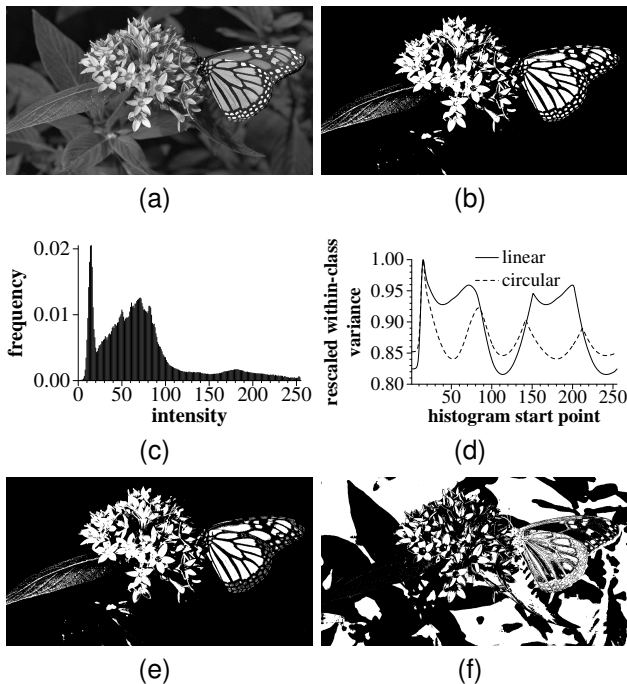 (a)
(b)
0.02
0.01
0.00
frequency
0 50 100 150 200 250
intensity
(c)
1.00
0.95
0.90
0.85
0.80
rescaled within-class
variance
linear
circular
0 50 100 150 200 250
histogram start point
(d)
(e)
(f)